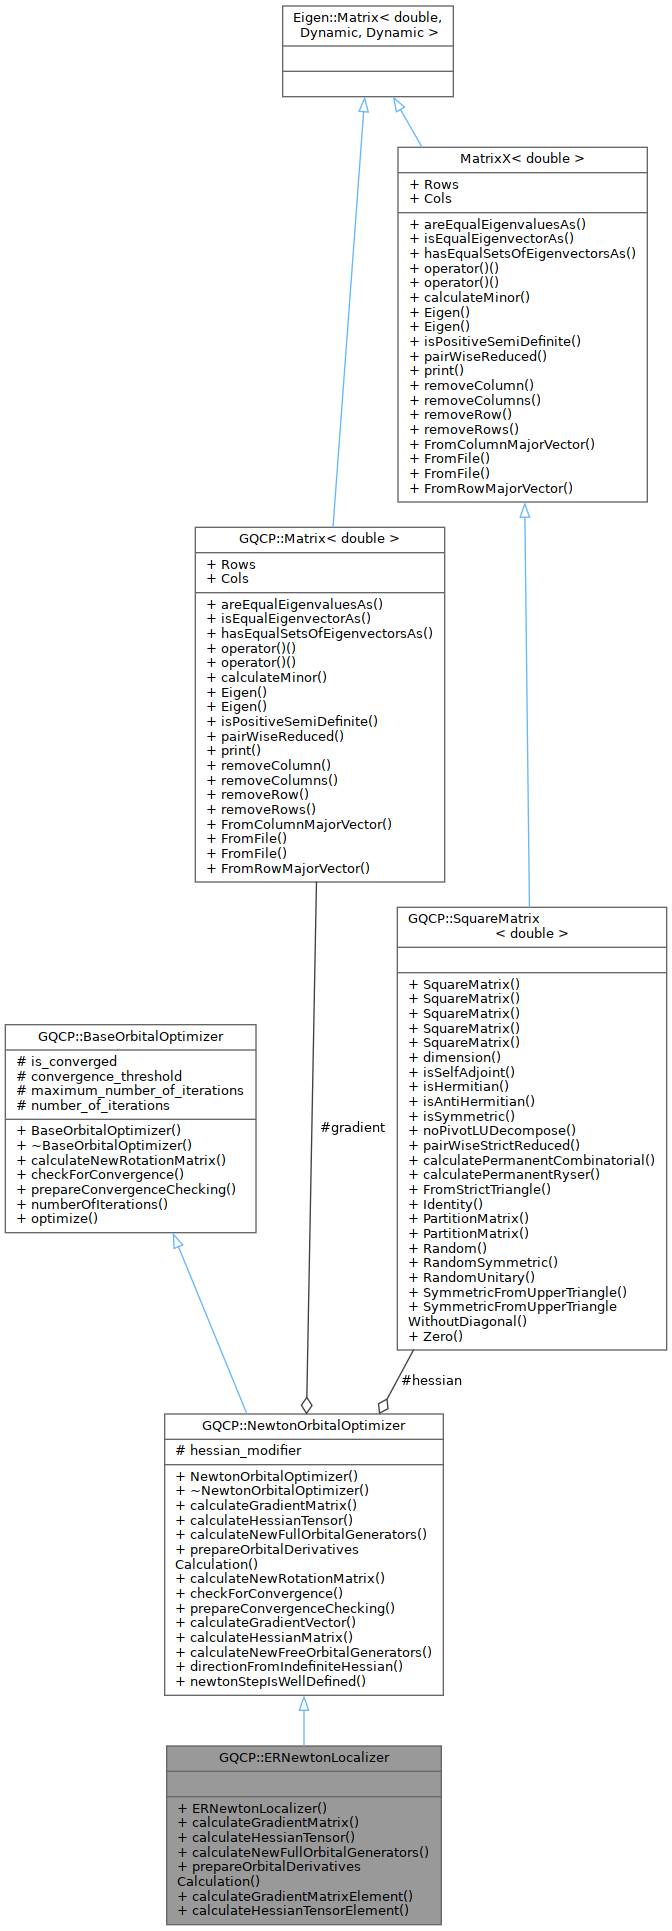 Eigen::Matrix< double,
Dynamic, Dynamic >
MatrixX< double >
+ Rows
+ Cols
+ areEqualEigenvaluesAs()
+ isEqualEigenvectorAs()
+ hasEqualSetsOfEigenvectorsAs()
+ operator()()
+ operator()()
+ calculateMinor()
+ Eigen()
+ Eigen()
+ isPositiveSemiDefinite()
+ pairWiseReduced()
+ print()
+ removeColumn()
+ removeColumns()
+ removeRow()
+ removeRows()
+ FromColumnMajorVector()
+ FromFile()
+ FromFile()
+ FromRowMajorVector()
GQCP::Matrix< double >
+ Rows
+ Cols
+ areEqualEigenvaluesAs()
+ isEqualEigenvectorAs()
+ hasEqualSetsOfEigenvectorsAs()
+ operator()()
+ operator()()
+ calculateMinor()
+ Eigen()
+ Eigen()
+ isPositiveSemiDefinite()
+ pairWiseReduced()
+ print()
+ removeColumn()
+ removeColumns()
+ removeRow()
+ removeRows()
+ FromColumnMajorVector()
+ FromFile()
+ FromFile()
+ FromRowMajorVector()
GQCP::SquareMatrix
< double >
+ SquareMatrix()
+ SquareMatrix()
+ SquareMatrix()
+ SquareMatrix()
+ SquareMatrix()
+ dimension()
+ isSelfAdjoint()
+ isHermitian()
+ isAntiHermitian()
+ isSymmetric()
+ noPivotLUDecompose()
+ pairWiseStrictReduced()
+ calculatePermanentCombinatorial()
+ calculatePermanentRyser()
+ FromStrictTriangle()
+ Identity()
+ PartitionMatrix()
+ PartitionMatrix()
+ Random()
+ RandomSymmetric()
+ RandomUnitary()
+ SymmetricFromUpperTriangle()
+ SymmetricFromUpperTriangle
WithoutDiagonal()
+ Zero()
GQCP::BaseOrbitalOptimizer
# is_converged
# convergence_threshold
# maximum_number_of_iterations
# number_of_iterations
+ BaseOrbitalOptimizer()
+ ~BaseOrbitalOptimizer()
+ calculateNewRotationMatrix()
+ checkForConvergence()
+ prepareConvergenceChecking()
+ numberOfIterations()
+ optimize()
#gradient
#hessian
GQCP::NewtonOrbitalOptimizer
# hessian_modifier
+ NewtonOrbitalOptimizer()
+ ~NewtonOrbitalOptimizer()
+ calculateGradientMatrix()
+ calculateHessianTensor()
+ calculateNewFullOrbitalGenerators()
+ prepareOrbitalDerivatives
Calculation()
+ calculateNewRotationMatrix()
+ checkForConvergence()
+ prepareConvergenceChecking()
+ calculateGradientVector()
+ calculateHessianMatrix()
+ calculateNewFreeOrbitalGenerators()
+ directionFromIndefiniteHessian()
+ newtonStepIsWellDefined()
GQCP::ERNewtonLocalizer
+ ERNewtonLocalizer()
+ calculateGradientMatrix()
+ calculateHessianTensor()
+ calculateNewFullOrbitalGenerators()
+ prepareOrbitalDerivatives
Calculation()
+ calculateGradientMatrixElement()
+ calculateHessianTensorElement()